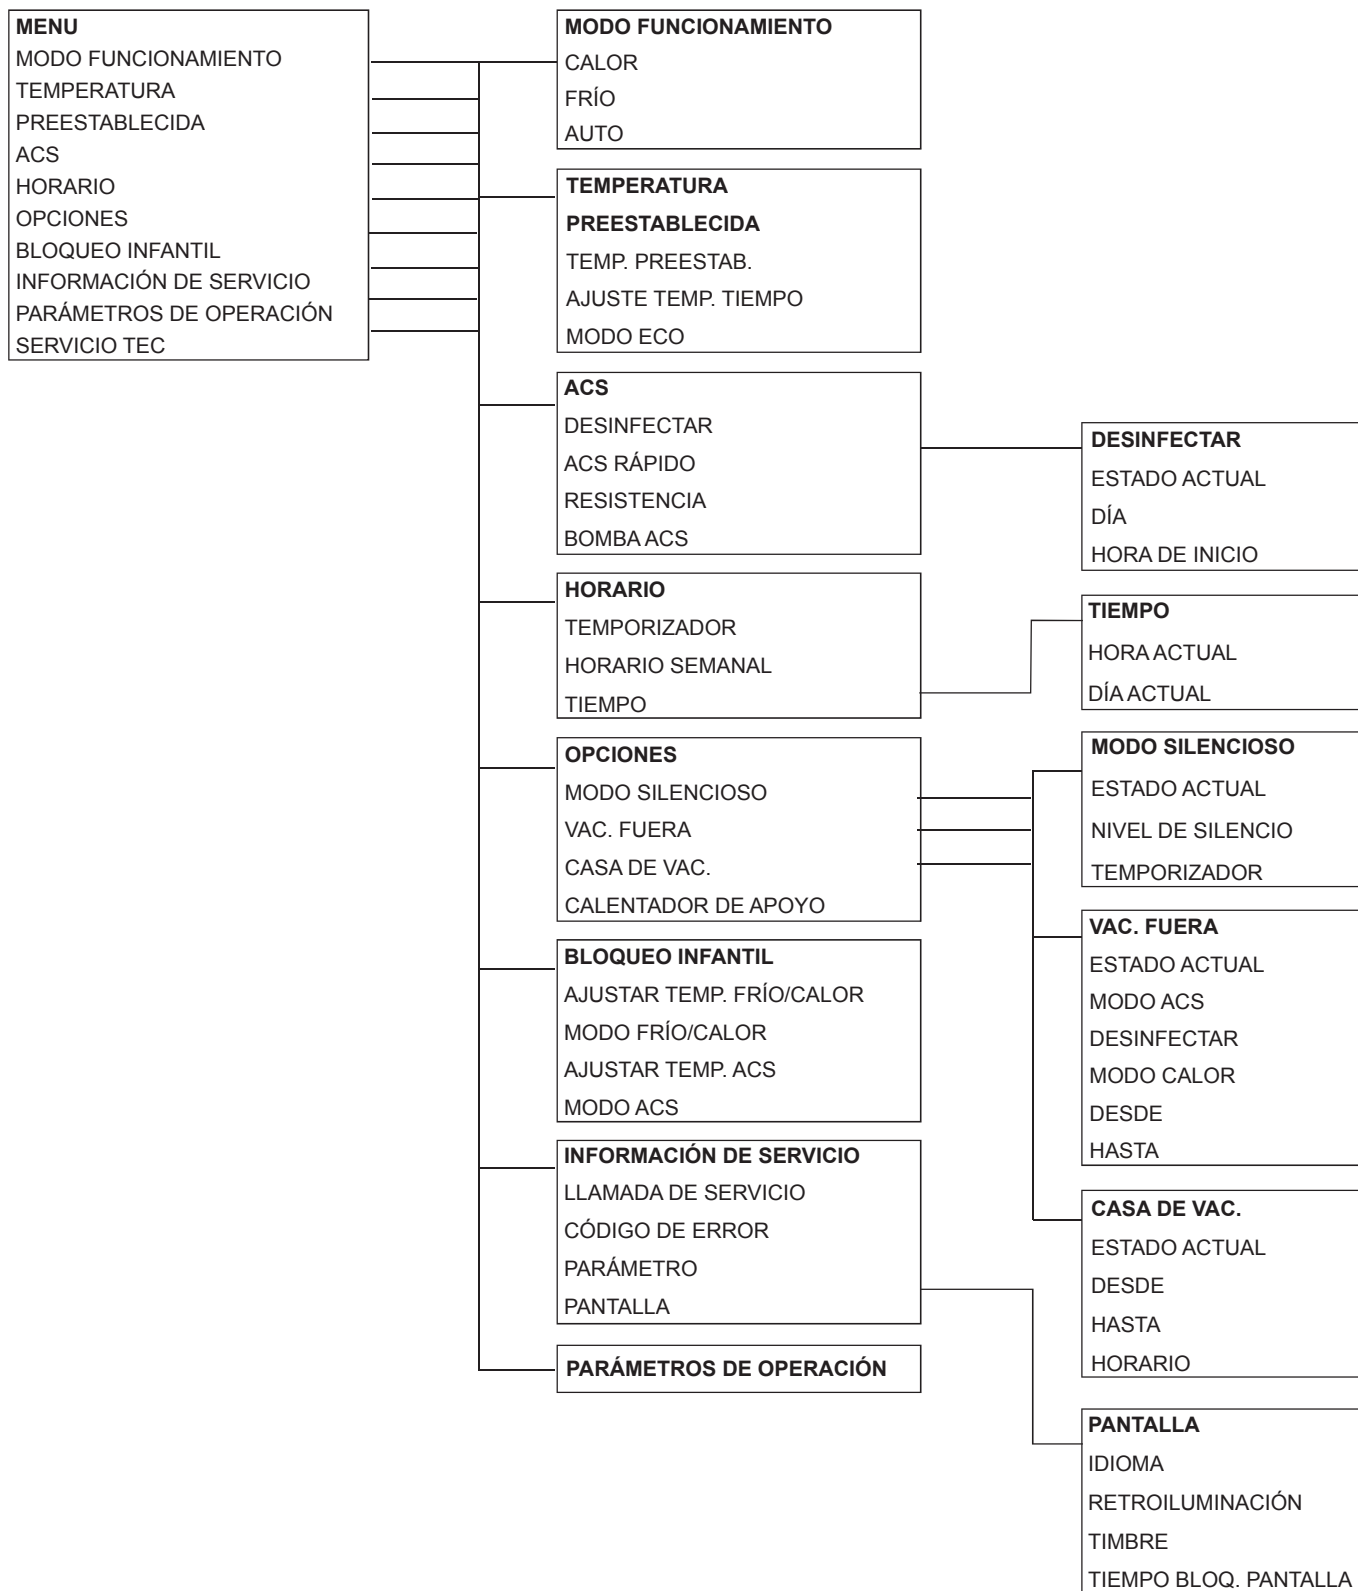 MENU
MODO FUNCIONAMIENTO
TEMPERATURA
PREESTABLECIDA
ACS
HORARIO
OPCIONES
BLOQUEO INFANTIL
INFORMACIÓN DE SERVICIO
PARÁMETROS DE OPERACIÓN
SERVICIO TEC
MODO FUNCIONAMIENTO
CALOR
FRÍO
AUTO
TEMPERATURA
PREESTABLECIDA
TEMP. PREESTAB.
AJUSTE TEMP. TIEMPO
MODO ECO
ACS
DESINFECTAR
ACS RÁPIDO
RESISTENCIA
BOMBA ACS
HORARIO
TEMPORIZADOR
HORARIO SEMANAL
TIEMPO
OPCIONES
MODO SILENCIOSO
VAC. FUERA
CASA DE VAC.
CALENTADOR DE APOYO
BLOQUEO INFANTIL
AJUSTAR TEMP. FRÍO/CALOR
MODO FRÍO/CALOR
AJUSTAR TEMP. ACS
MODO ACS
INFORMACIÓN DE SERVICIO
LLAMADA DE SERVICIO
CÓDIGO DE ERROR
PARÁMETRO
PANTALLA
PARÁMETROS DE OPERACIÓN
DESINFECTAR
ESTADO ACTUAL
DÍA
HORA DE INICIO
TIEMPO
HORA ACTUAL
DÍA ACTUAL
MODO SILENCIOSO
ESTADO ACTUAL
NIVEL DE SILENCIO
TEMPORIZADOR
VAC. FUERA
ESTADO ACTUAL
MODO ACS
DESINFECTAR
MODO CALOR
DESDE
HASTA
CASA DE VAC.
ESTADO ACTUAL
DESDE
HASTA
HORARIO
PANTALLA
IDIOMA
RETROILUMINACIÓN
TIMBRE
TIEMPO BLOQ. PANTALLA